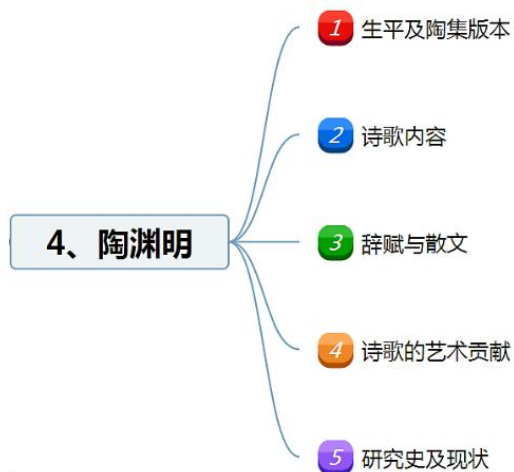 4、陶渊明
1 生平及陶集版本
2 诗歌内容
3 辞赋与散文
4 诗歌的艺术贡献
5 研究史及现状